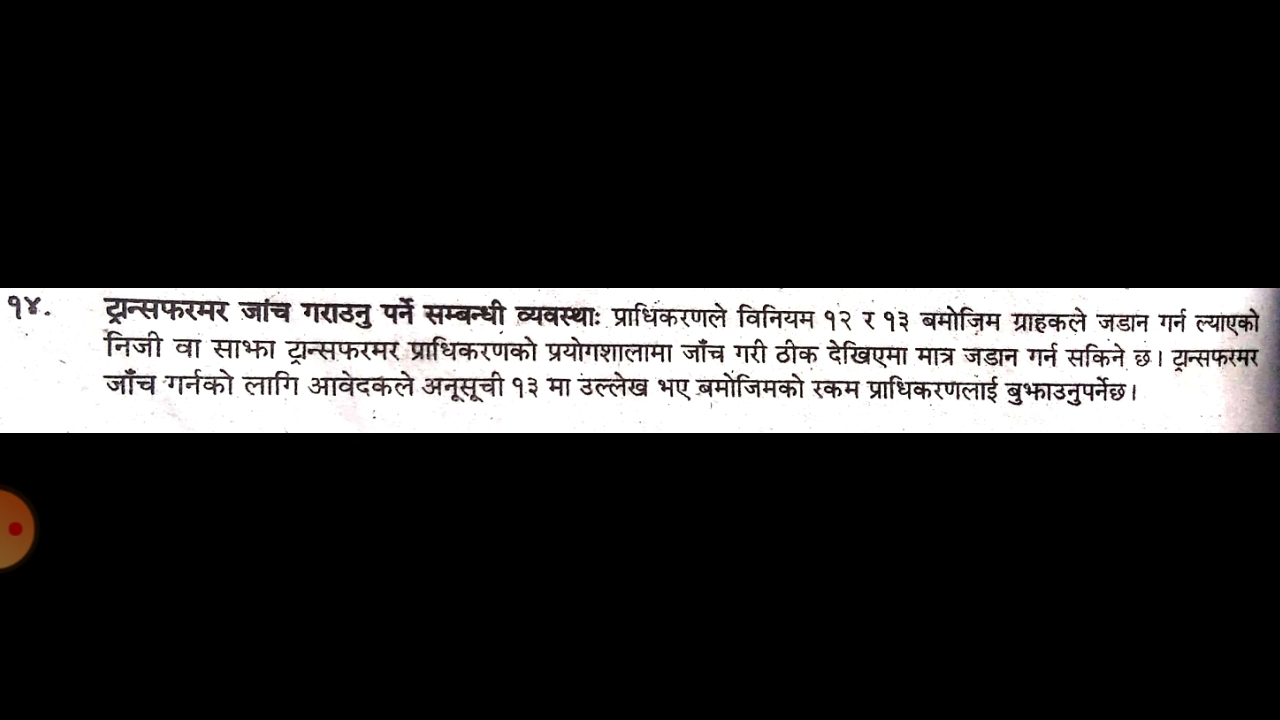 १४. ट्रान्सफरमर जांच गराउनु पर्ने सम्बन्धी व्यवस्थाः प्राधिकरणले विनियम १२ र १३ बमोजिम ग्राहकले जडान गर्न ल्याएको
निजी वा साझा ट्रान्सफरमर प्राधिकरणको प्रयोगशालामा जाँच गरी ठीक देखिएमा मात्र जडान गर्न सकिने छ। ट्रान्सफरमर
जाँच गर्नको लागि आवेदकले अनूसूची १३ मा उल्लेख भए बमोजिमको रकम प्राधिकरणलाई बुझाउनुपर्नेछ।